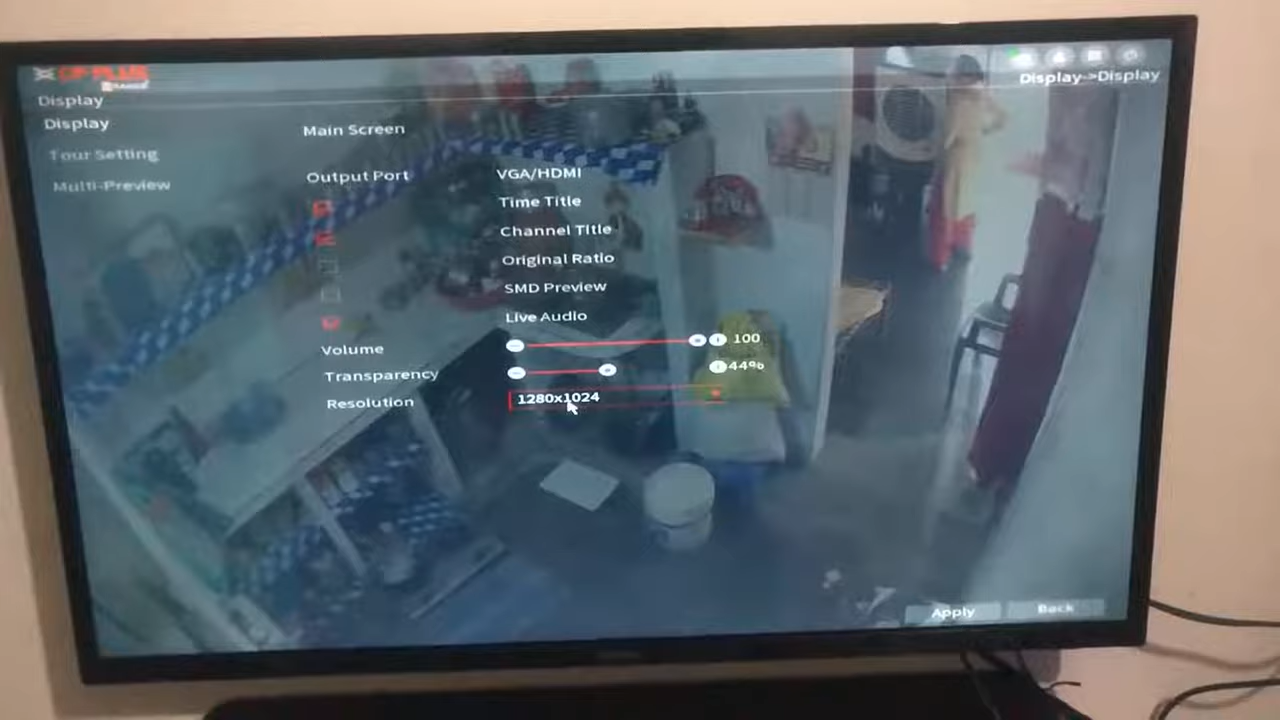 CP PLUS
Display->Display
Display
Display
Main Screen
Tour Setting
Output Port
VGA/HDMI
Multi-Preview
Time Title
Channel Title
Original Ratio
SMD Preview
Live Audio
Volume
100
Transparency
44%
Resolution
1280x1024
Apply
Back